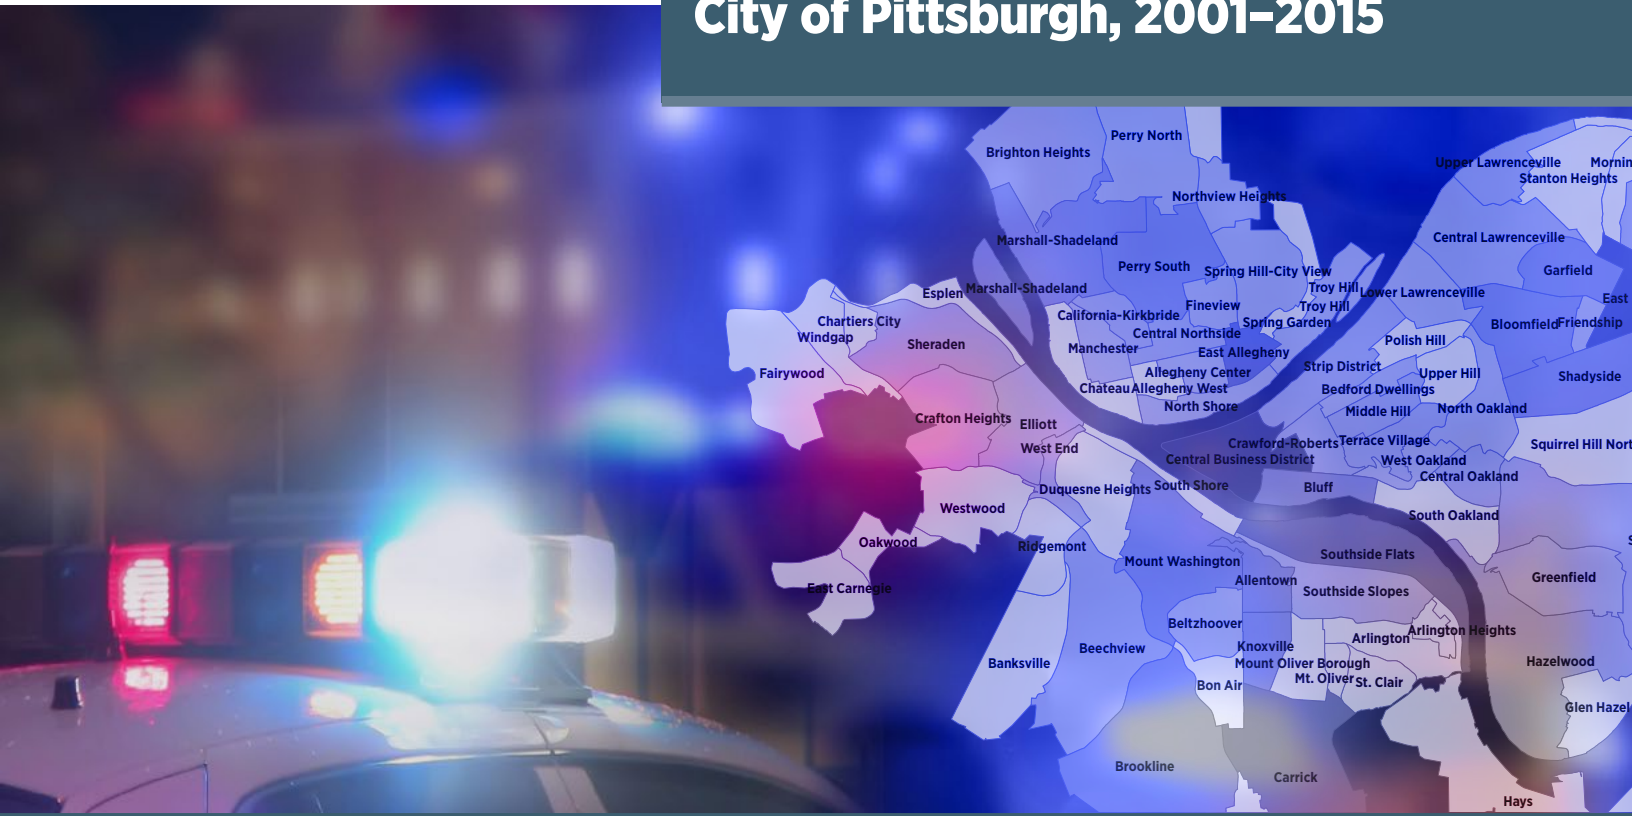 City of Pittsburgh, 2001–2015
Perry North
Brighton Heights
Upper Lawrenceville
Stanton Heights
Northview Heights
Central Lawrenceville
Marshall-Shadeland
Perry South
Spring Hill-City View
Garfield
Esplen
Marshall-Shadeland
Troy Hill
Lower Lawrenceville
East
Fineview
Troy Hill
California-Kirkbride
Chartiers City
Spring Garden
Bloomfield
Friendship
Windgap
Central Northside
Polish Hill
Sheraden
Manchester
East Allegheny
Strip District
Fairywood
Allegheny Center
Upper Hill
Shadyside
Chateau
Allegheny West
Bedford Dwellings
North Shore
Middle Hill
North Oakland
Crafton Heights
Elliott
Crawford-Roberts
Terrace Village
Squirrel Hill Nort
West End
Central Business District
West Oakland
Central Oakland
Duquesne Heights
South Shore
Bluff
Westwood
South Oakland
Oakwood
Ridgemont
Southside Flats
Mount Washington
Allentown
Greenfield
East Carnegie
Southside Slopes
Beltzhoover
Arlington Heights
Arlington
Beechview
Knoxville
Banksville
Mount Oliver Borough
Hazelwood
Mt. Oliver
St. Clair
Bon Air
Glen Hazel
Brookline
Carrick
Hays